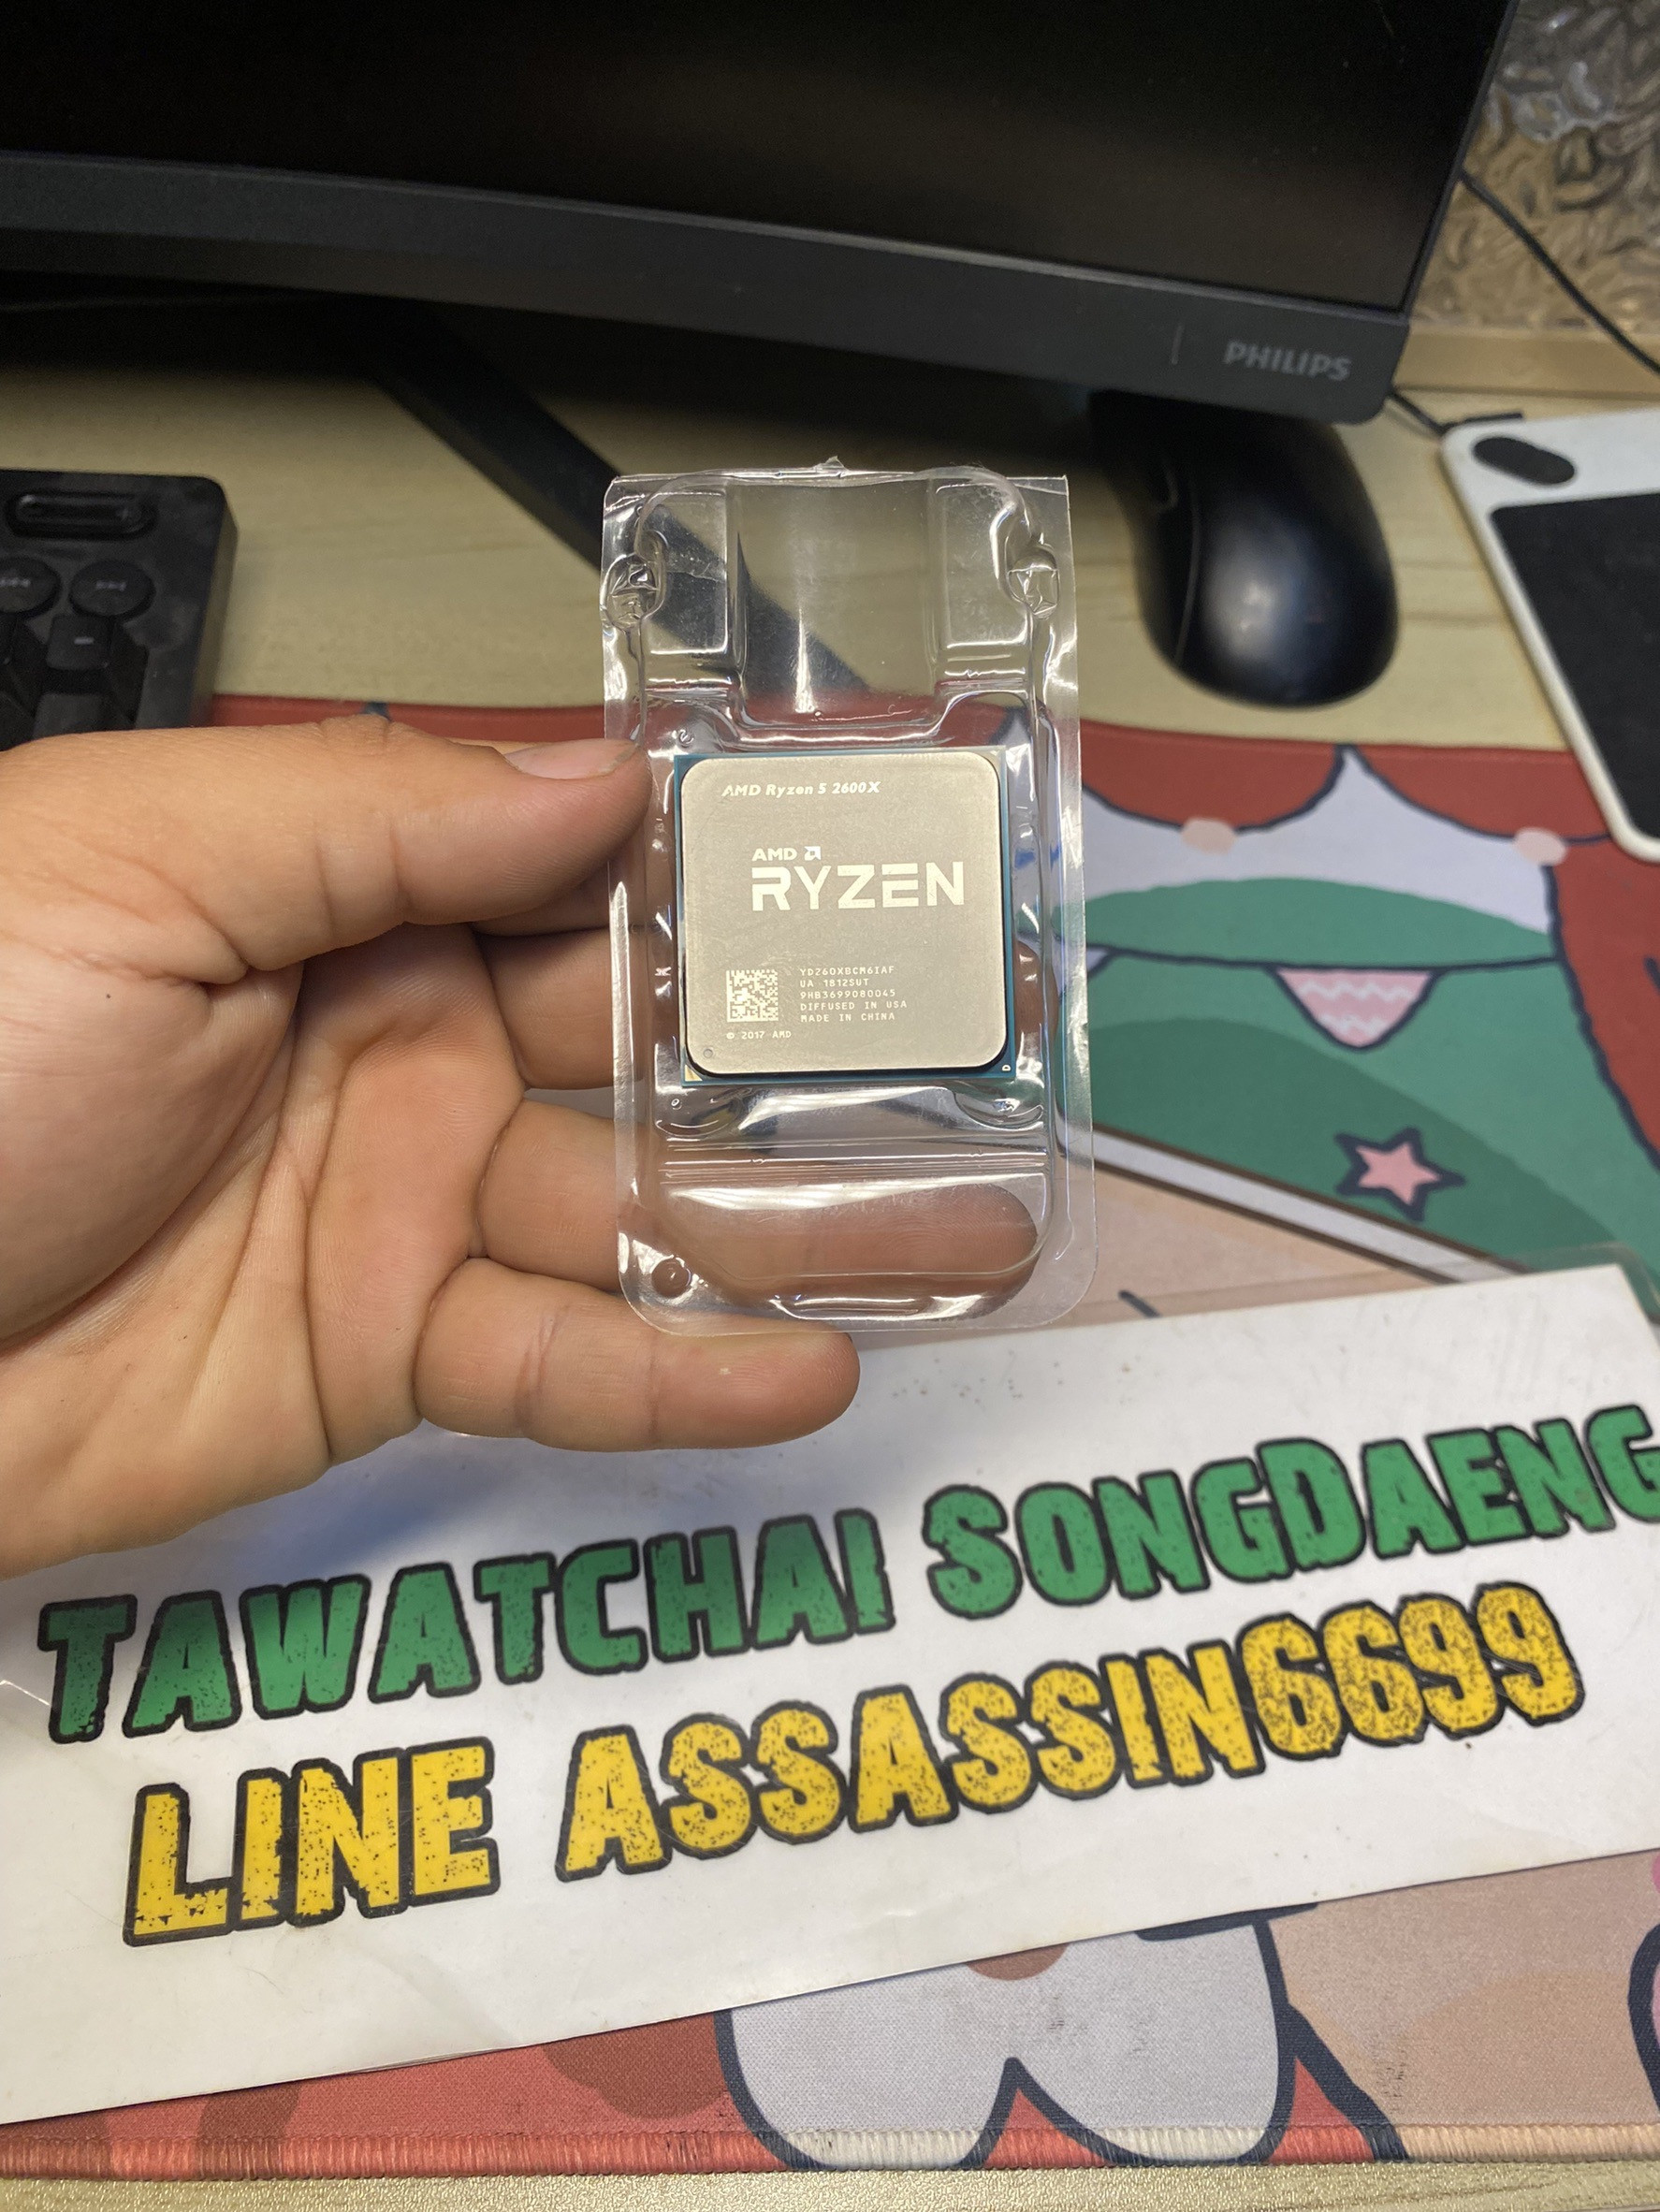 PHILIPS
AMD Ryzen 5 2600X
AMD
RYZEN
YD260XBCM6IAF
UA 1812SUT
9HB3699080045
DIFFUSED IN USA
MADE IN CHINA
© 2017 AMD
TAWATCHAI SONGDAENG
LINE ASSASSIN6699